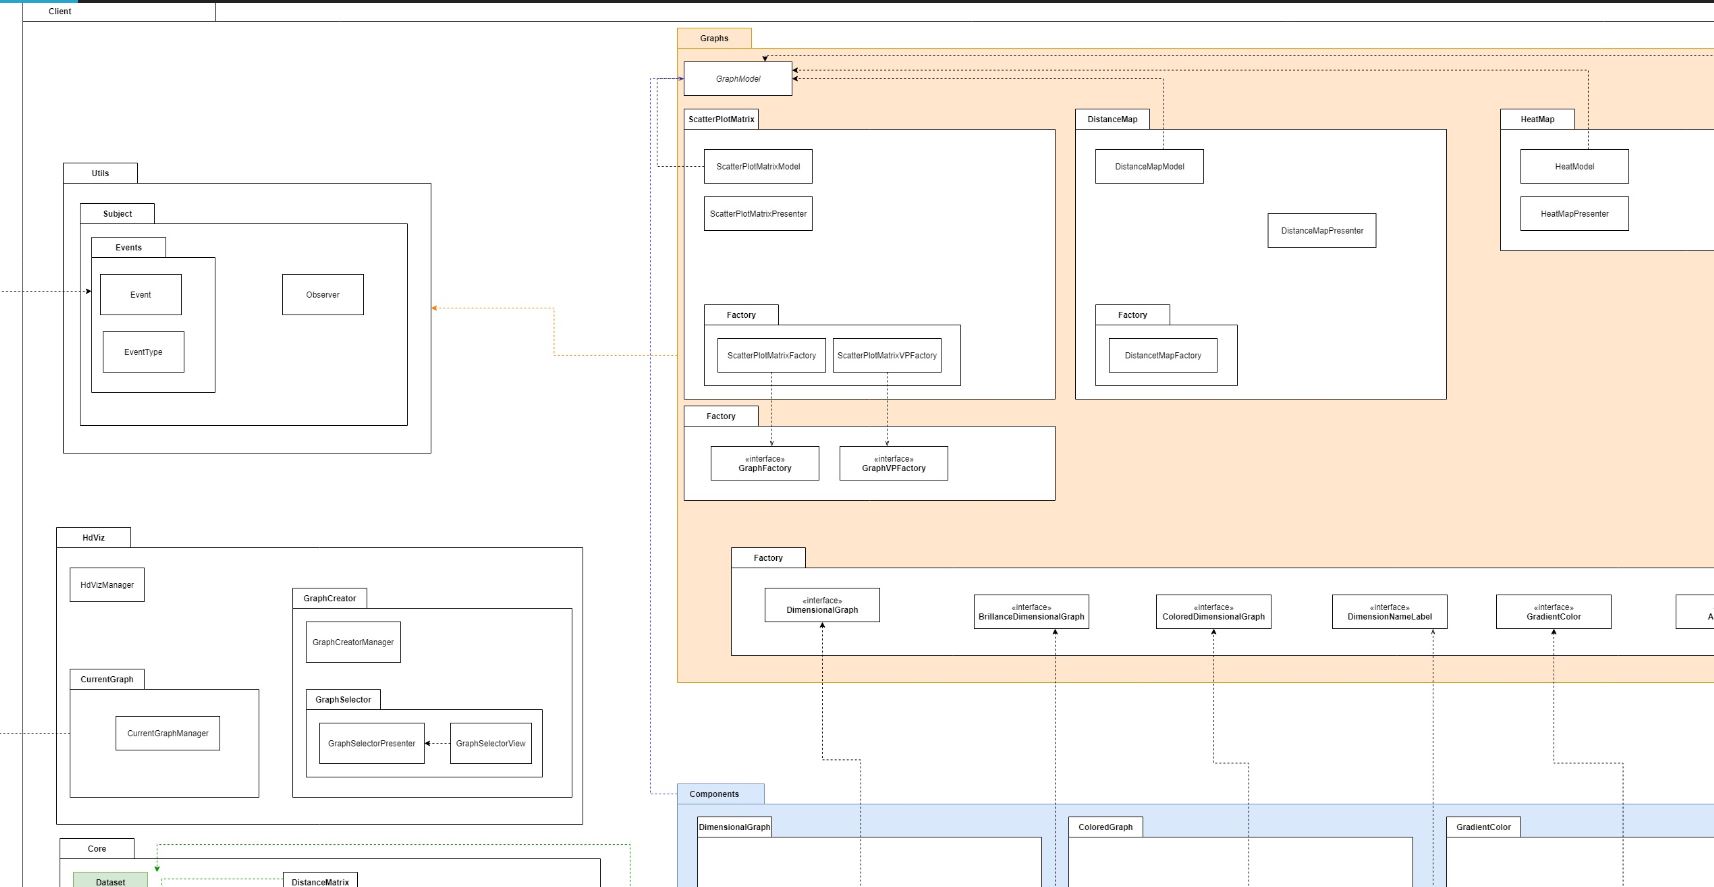 Client
Graphs
GraphModel
ScatterPlotMatrix
DistanceMap
HeatMap
ScatterPlotMatrixModel
DistanceMapModel
HeatModel
Utils
ScatterPlotMatrixPresenter
HeatMapPresenter
Subject
DistanceMapPresenter
Events
Event
Observer
Factory
Factory
EventType
ScatterPlotMatrixFactory
ScatterPlotMatrixVPFactory
DistancetMapFactory
Factory
«interface»
GraphFactory
«interface»
GraphVPFactory
HdViz
Factory
HdVizManager
GraphCreator
«interface»
DimensionalGraph
«interface»
BrillanceDimensionalGraph
«interface»
ColoredDimensionalGraph
«interface»
DimensionNameLabel
«interface»
GradientColor
A
GraphCreatorManager
CurrentGraph
GraphSelector
CurrentGraphManager
GraphSelectorPresenter
GraphSelectorView
Components
DimensionalGraph
ColoredGraph
GradientColor
Core
Dataset
DistanceMatrix